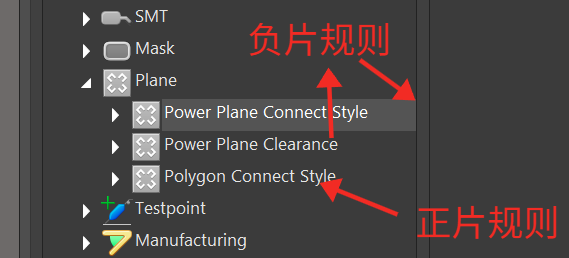 SMT
Mask
负片规则
Plane
Power Plane Connect Style
Power Plane Clearance
Polygon Connect Style
Testpoint
正片规则
Manufacturing